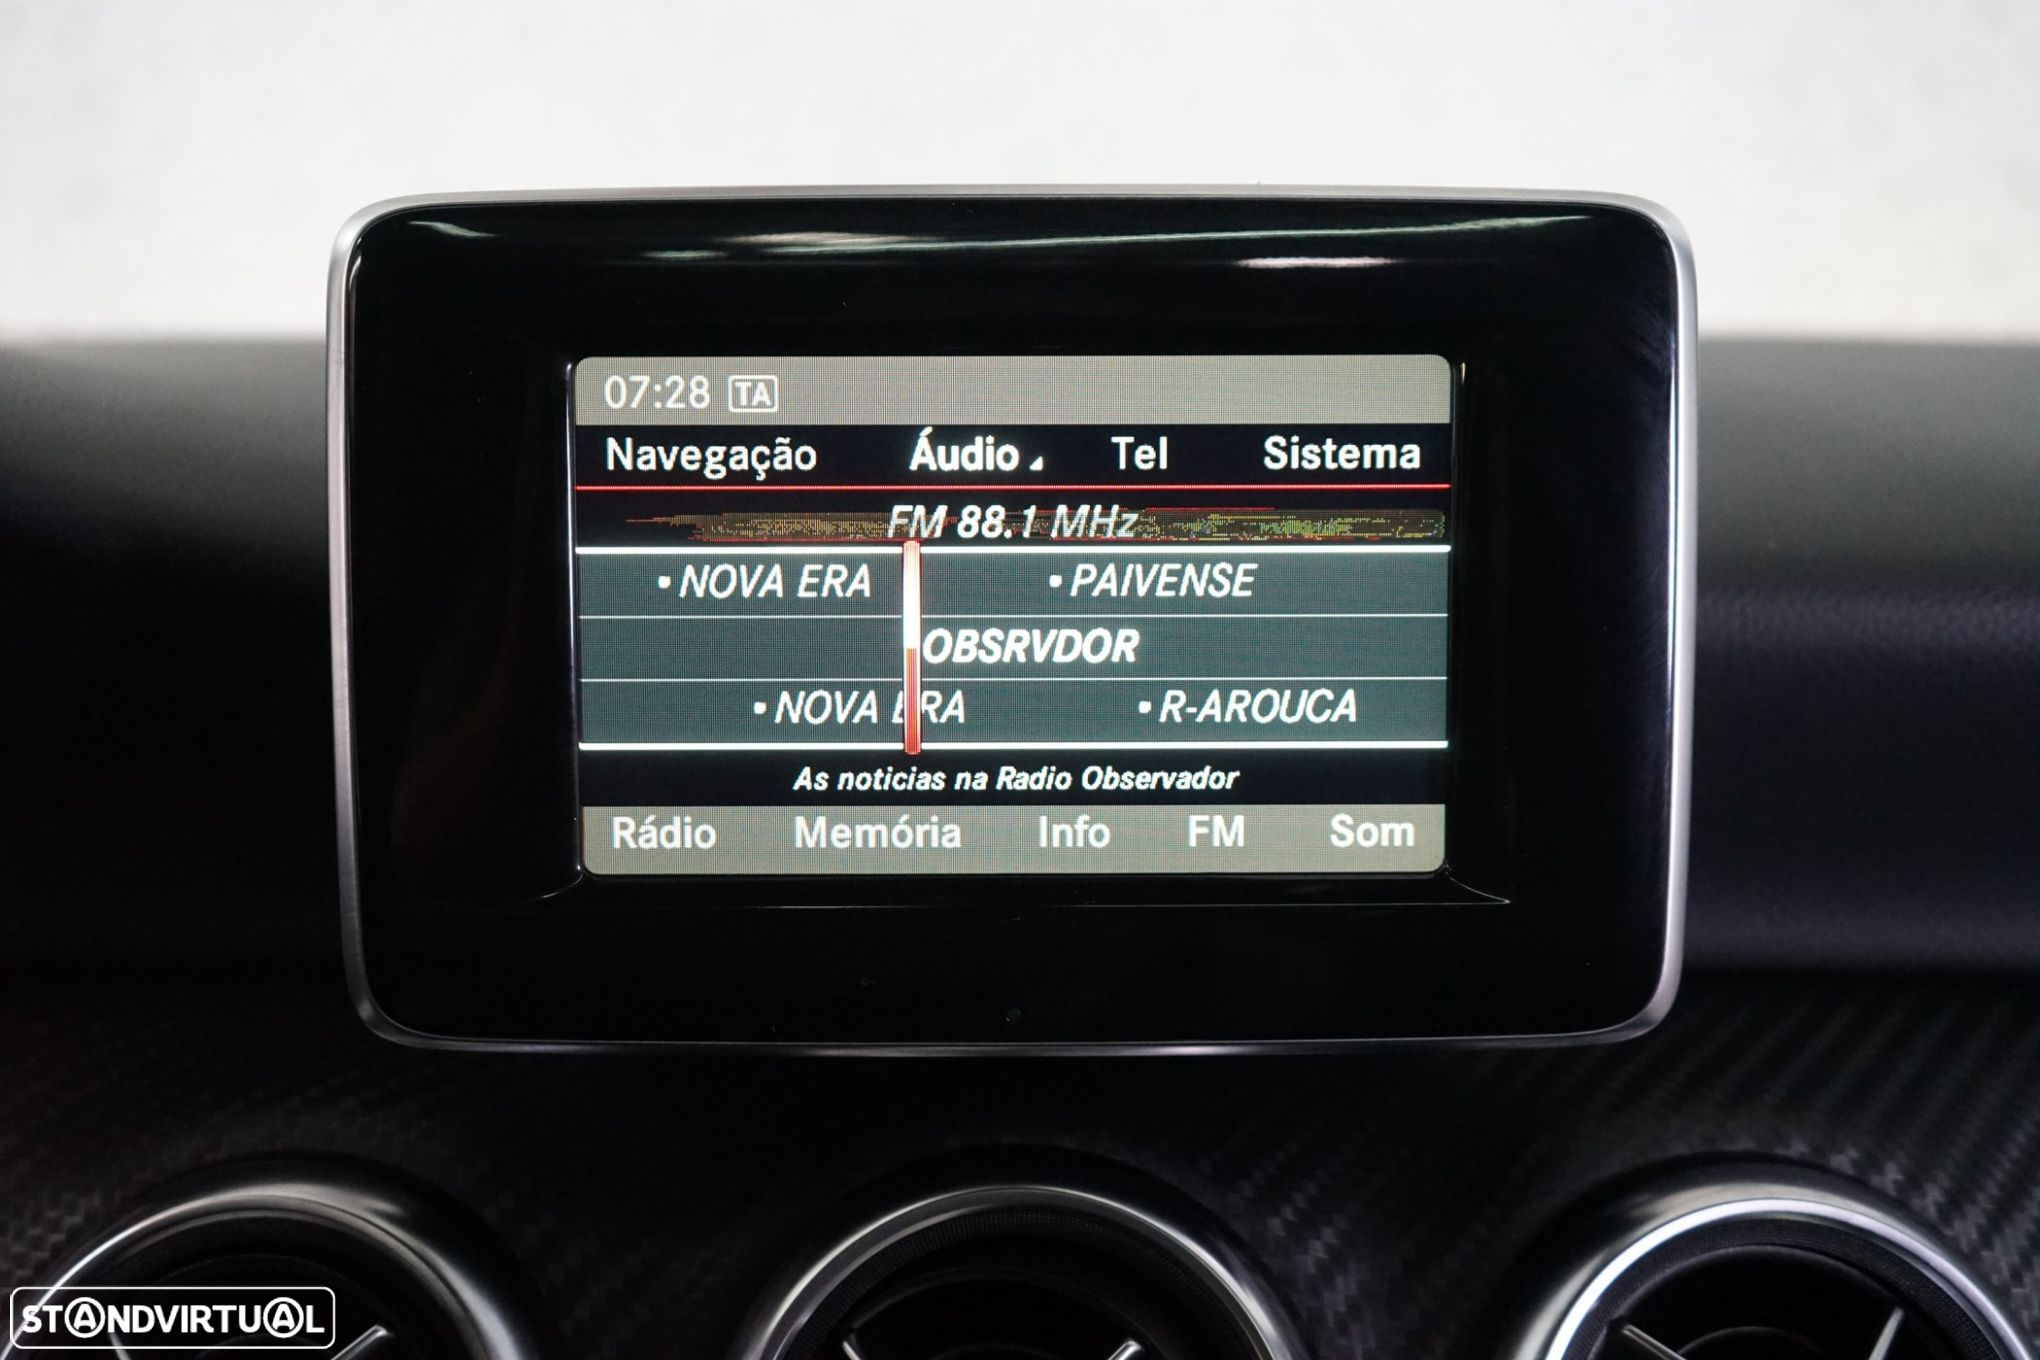 07:28 TA
Navegação Áudio Tel Sistema
FM 88.1 MHz
• NOVA ERA • PAIVENSE
OBSRVDOR
• NOVA ERA • R-AROUCA
As noticias na Radio Observador
Rádio Memória Info FM Som
STANDVIRTUAL